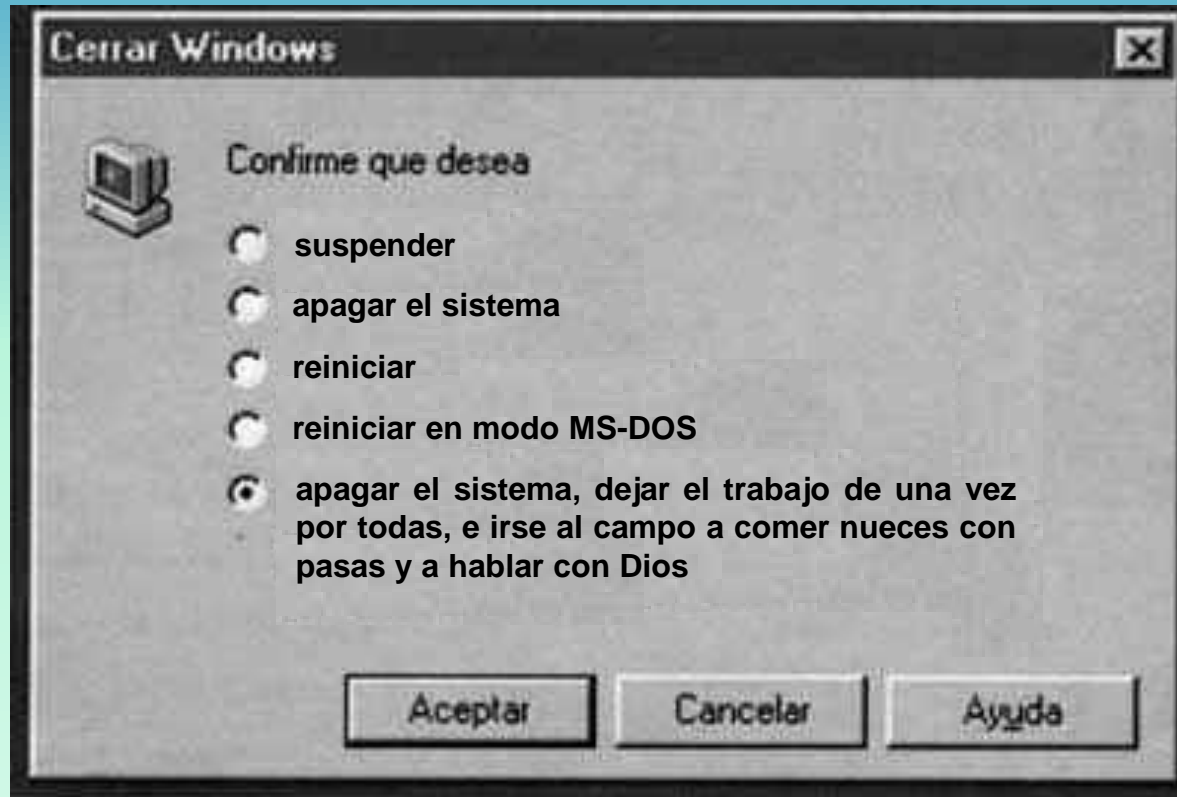 Cerrar Windows
Confirme que desea
suspender
apagar el sistema
reiniciar
reiniciar en modo MS-DOS
apagar el sistema, dejar el trabajo de una vez
por todas, e irse al campo a comer nueces con
pasas y a hablar con Dios
Aceptar Cancelar Ayuda